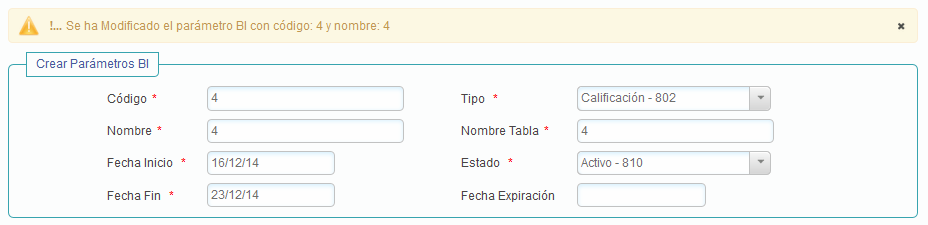 !... Se ha Modificado el parámetro BI con código: 4 y nombre: 4 ×
Crear Parámetros BI
Código * 4 Tipo * Calificación - 802
Nombre * 4 Nombre Tabla * 4
Fecha Inicio * 16/12/14 Estado * Activo - 810
Fecha Fin * 23/12/14 Fecha Expiración